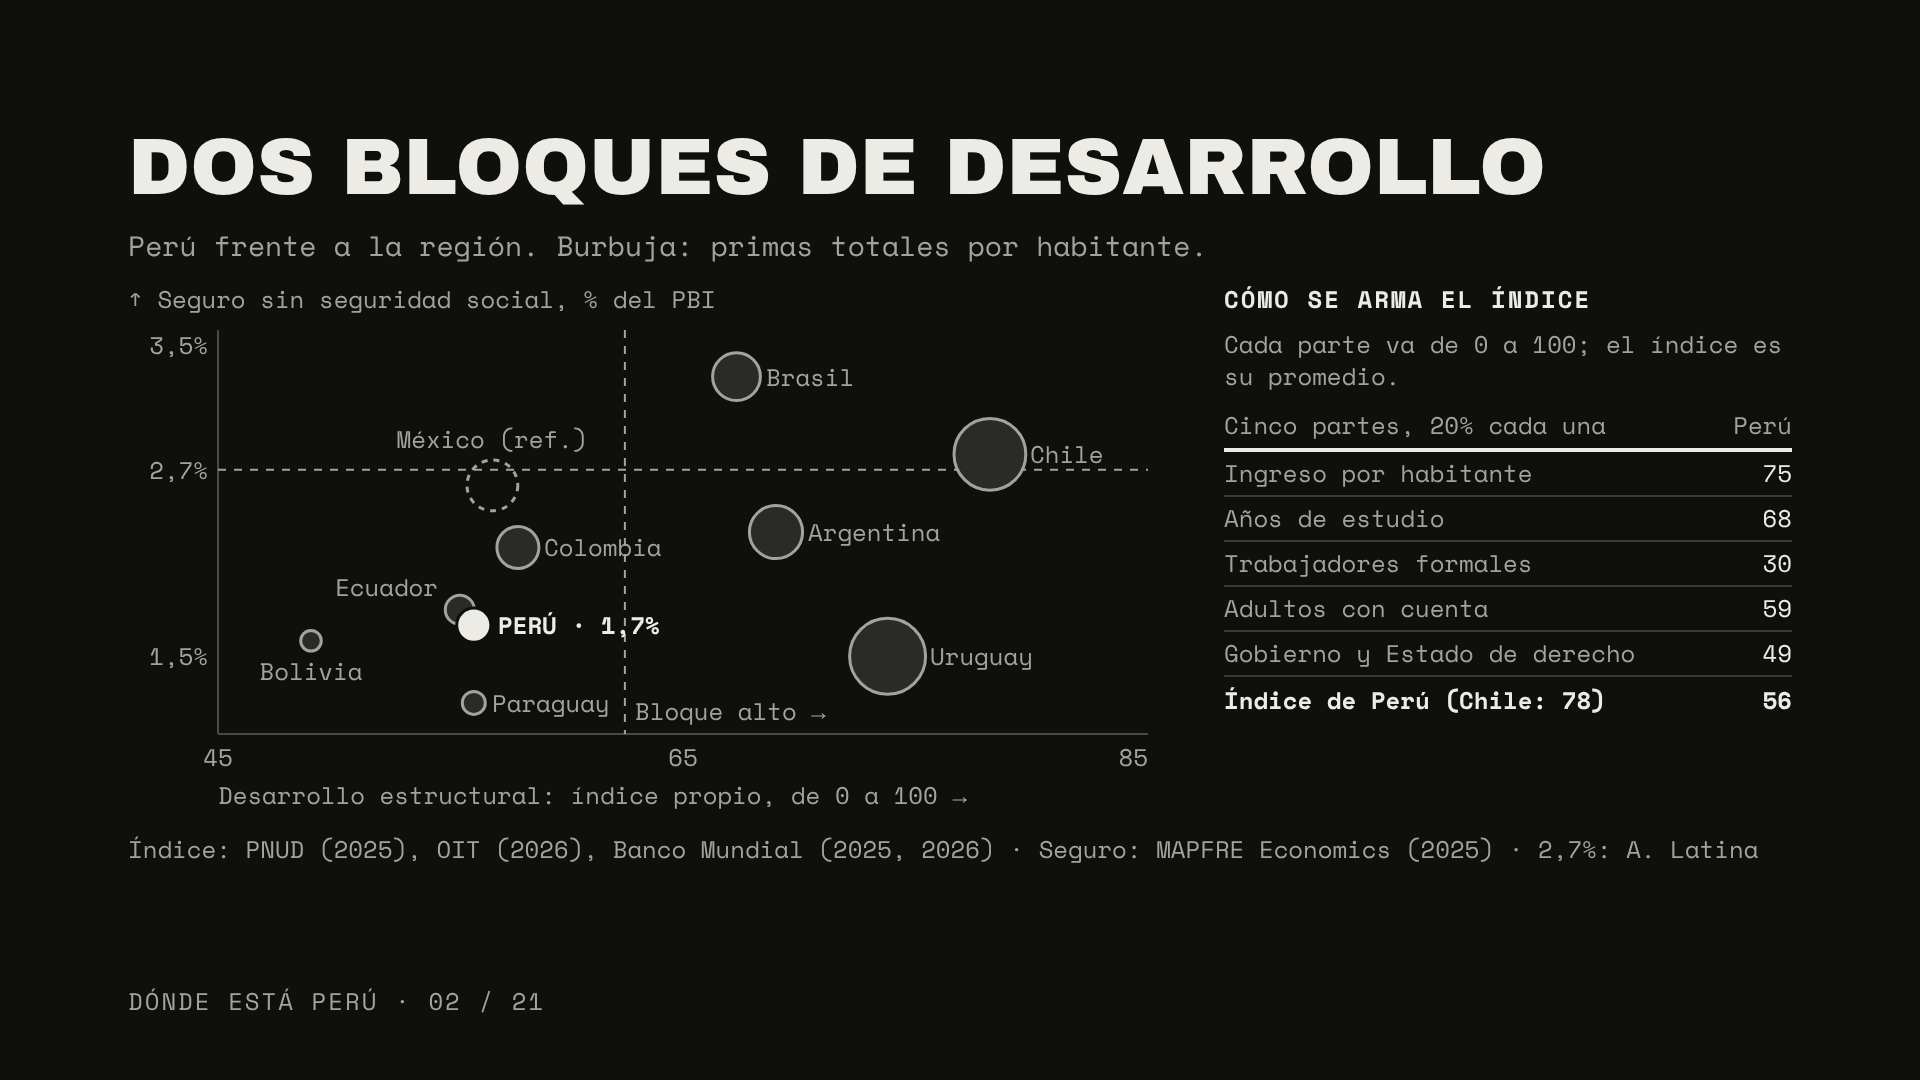 DOS BLOQUES DE DESARROLLO
Perú frente a la región. Burbuja: primas totales por habitante.
↑ Seguro sin seguridad social, % del PBI
3,5%
Brasil
México (ref.)
2,7%
Chile
Colombia
Argentina
Ecuador
PERÚ · 1,7%
1,5%
Bolivia
Uruguay
Paraguay
Bloque alto →
45
65
85
Desarrollo estructural: índice propio, de 0 a 100 →
CÓMO SE ARMA EL ÍNDICE
Cada parte va de 0 a 100; el índice es
su promedio.
Cinco partes, 20% cada una Perú
Ingreso por habitante 75
Años de estudio 68
Trabajadores formales 30
Adultos con cuenta 59
Gobierno y Estado de derecho 49
Índice de Perú (Chile: 78) 56
Índice: PNUD (2025), OIT (2026), Banco Mundial (2025, 2026) · Seguro: MAPFRE Economics (2025) · 2,7%: A. Latina
DÓNDE ESTÁ PERÚ · 02 / 21